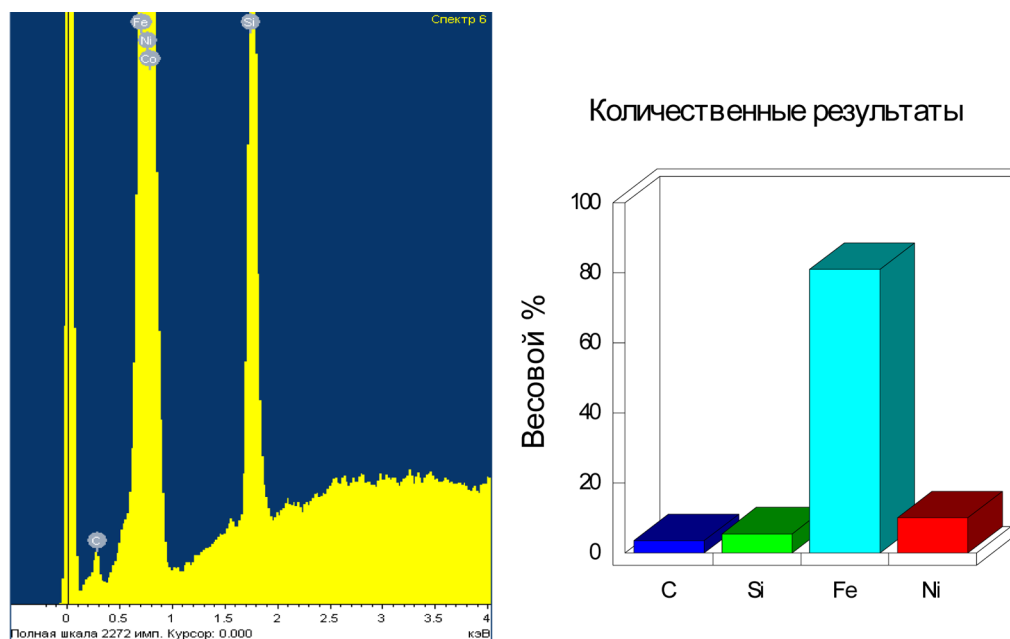 Спектр 6
Fe
Ni
Co
Si
C
0 0.5 1 1.5 2 2.5 3 3.5 4
Полная шкала 2272 имп. Курсор: 0.000 кэВ
Количественные результаты
Весовой %
100
80
60
40
20
0
C Si Fe Ni